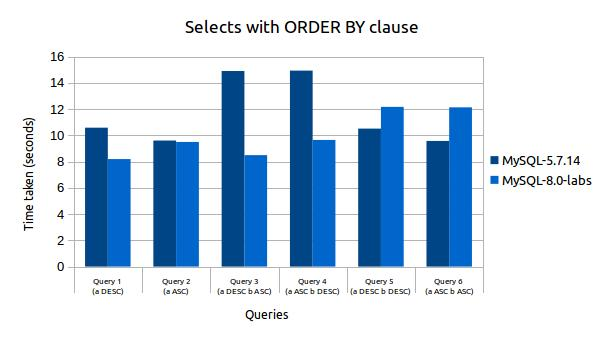 Selects with ORDER BY clause
16
14
12
10
8
6
4
2
0
Time taken (seconds)
Query 1
(a DESC)
Query 2
(a ASC)
Query 3
(a DESC b ASC)
Query 4
(a ASC b DESC)
Query 5
(a DESC b DESC)
Query 6
(a ASC b ASC)
Queries
MySQL-5.7.14
MySQL-8.0-labs